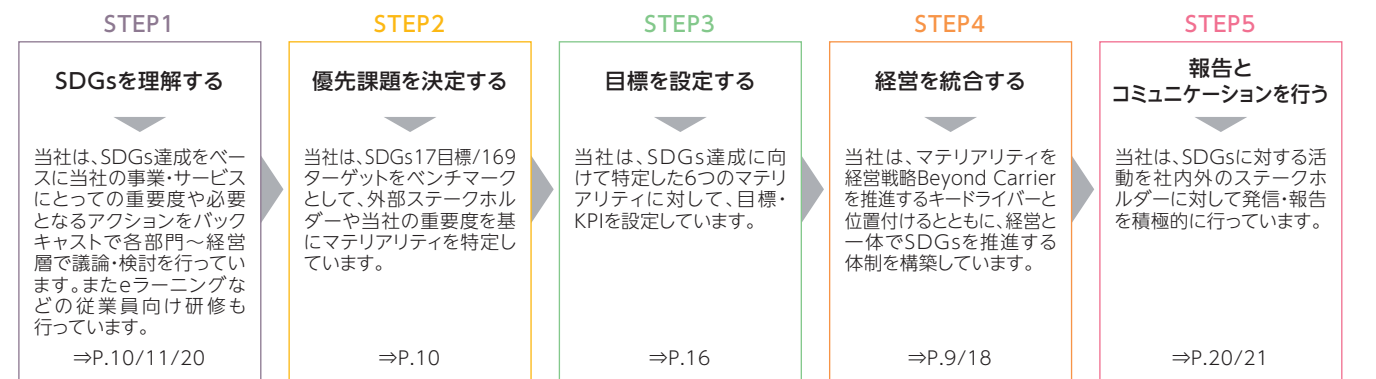 STEP1
SDGsを理解する
当社は、SDGs達成をベー
スに当社の事業・サービス
にとっての重要度や必要
となるアクションをバック
キャストで各部門～経営
層で議論・検討を行ってい
ます。またeラーニングな
どの従業員向け研修も
行っています。
⇒P.10/11/20
STEP2
優先課題を決定する
当社は、SDGs17目標/169
ターゲットをベンチマーク
として、外部ステークホル
ダーや当社の重要度を基
にマテリアリティを特定し
ています。
⇒P.10
STEP3
目標を設定する
当社は、SDGs達成に向
けて特定した6つのマテリ
アリティに対して、目標・
KPIを設定しています。
⇒P.16
STEP4
経営を統合する
当社は、マテリアリティを
経営戦略Beyond Carrier
を推進するキードライバーと
位置付けるとともに、経営と
一体でSDGsを推進する
体制を構築しています。
⇒P.9/18
STEP5
報告と
コミュニケーションを行う
当社は、SDGsに対する活
動を社内外のステークホ
ルダーに対して発信・報告
を積極的に行っています。
⇒P.20/21